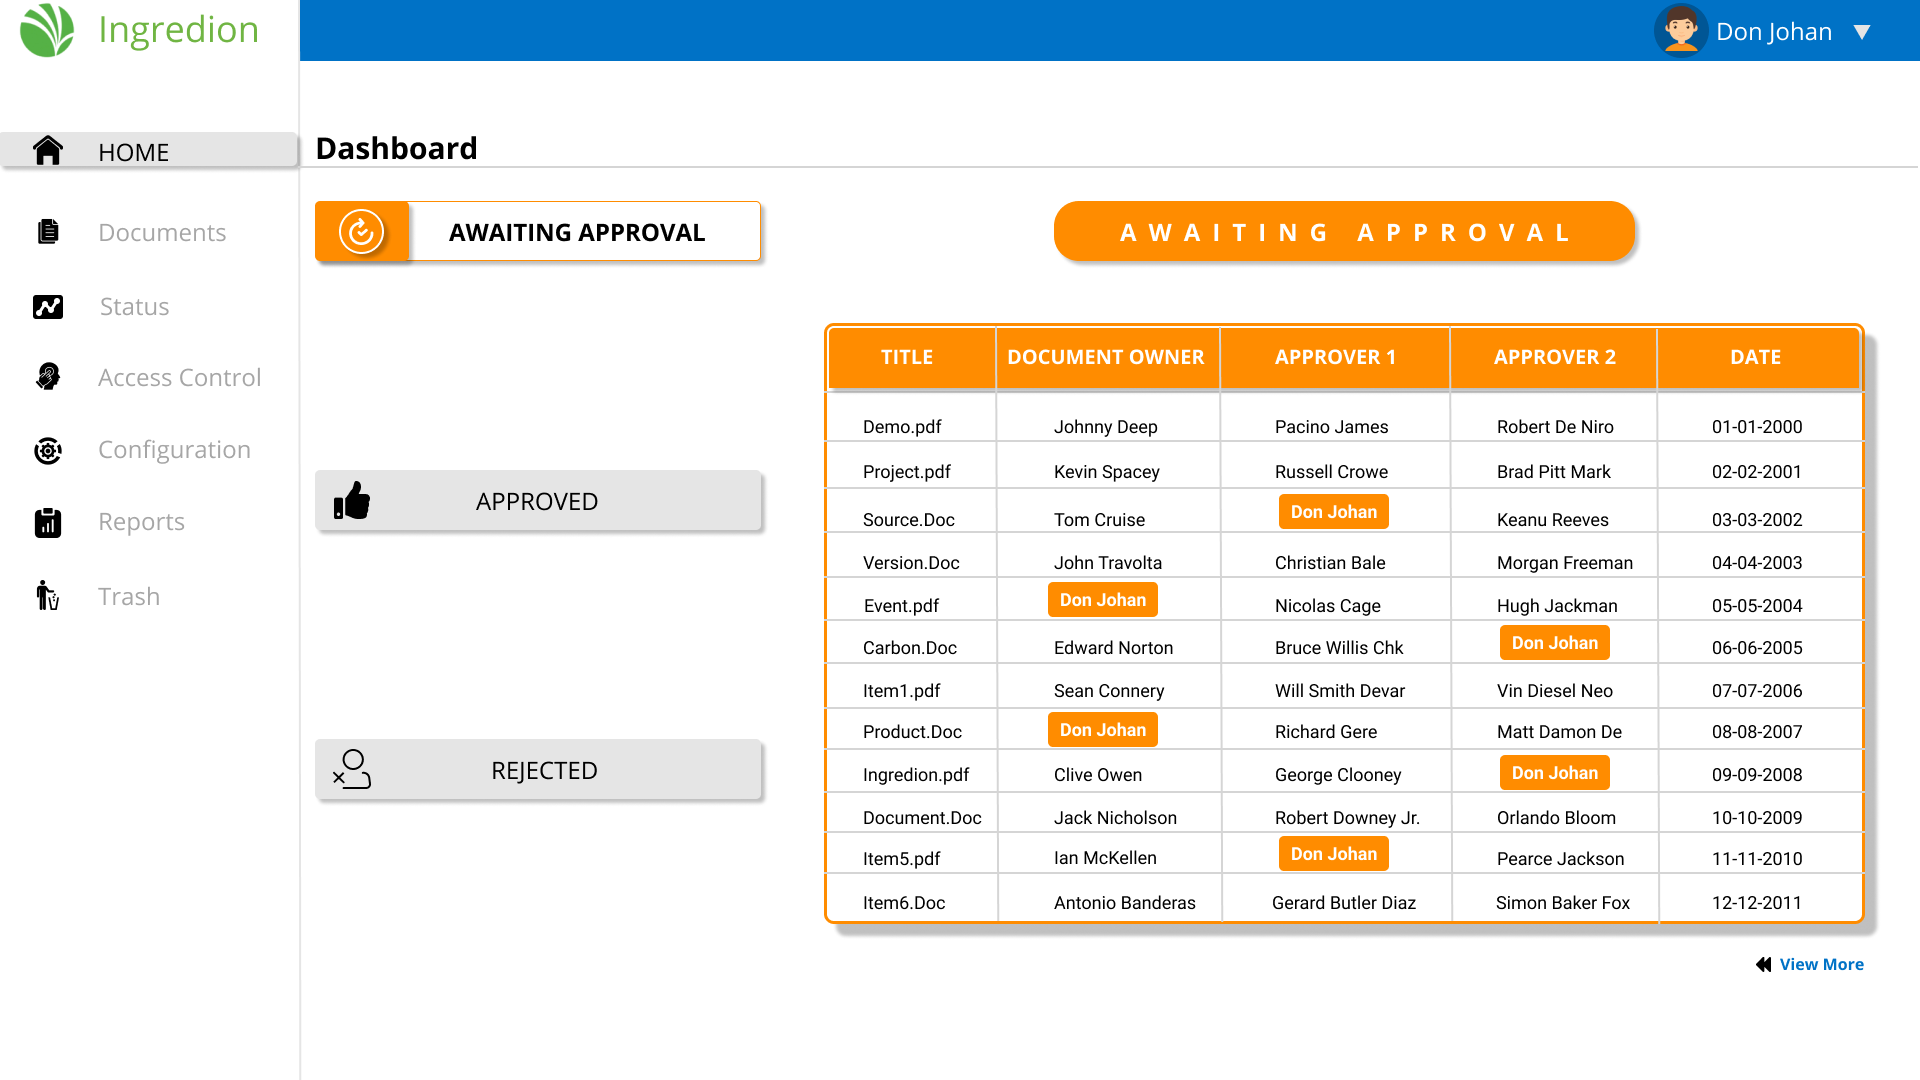 Ingredion
Don Johan
HOME
Documents
Status
Access Control
Configuration
Reports
Trash
Dashboard
AWAITING APPROVAL
APPROVED
REJECTED
AWAITING APPROVAL
TITLE DOCUMENT OWNER APPROVER 1 APPROVER 2 DATE
Demo.pdf Johnny Deep Pacino James Robert De Niro 01-01-2000
Project.pdf Kevin Spacey Russell Crowe Brad Pitt Mark 02-02-2001
Source.Doc Tom Cruise Don Johan Keanu Reeves 03-03-2002
Version.Doc John Travolta Christian Bale Morgan Freeman 04-04-2003
Event.pdf Don Johan Nicolas Cage Hugh Jackman 05-05-2004
Carbon.Doc Edward Norton Bruce Willis Chk Don Johan 06-06-2005
Item1.pdf Sean Connery Will Smith Devar Vin Diesel Neo 07-07-2006
Product.Doc Don Johan Richard Gere Matt Damon De 08-08-2007
Ingredion.pdf Clive Owen George Clooney Don Johan 09-09-2008
Document.Doc Jack Nicholson Robert Downey Jr. Orlando Bloom 10-10-2009
Item5.pdf Ian McKellen Don Johan Pearce Jackson 11-11-2010
Item6.Doc Antonio Banderas Gerard Butler Diaz Simon Baker Fox 12-12-2011
View More